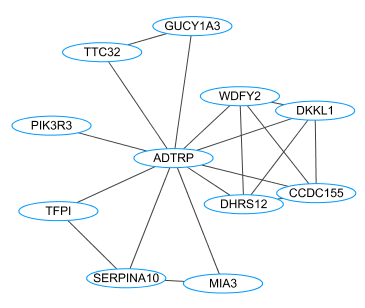 GUCY1A3
TTC32
WDFY2
DKKL1
PIK3R3
ADTRP
CCDC155
DHRS12
TFPI
SERPINA10
MIA3